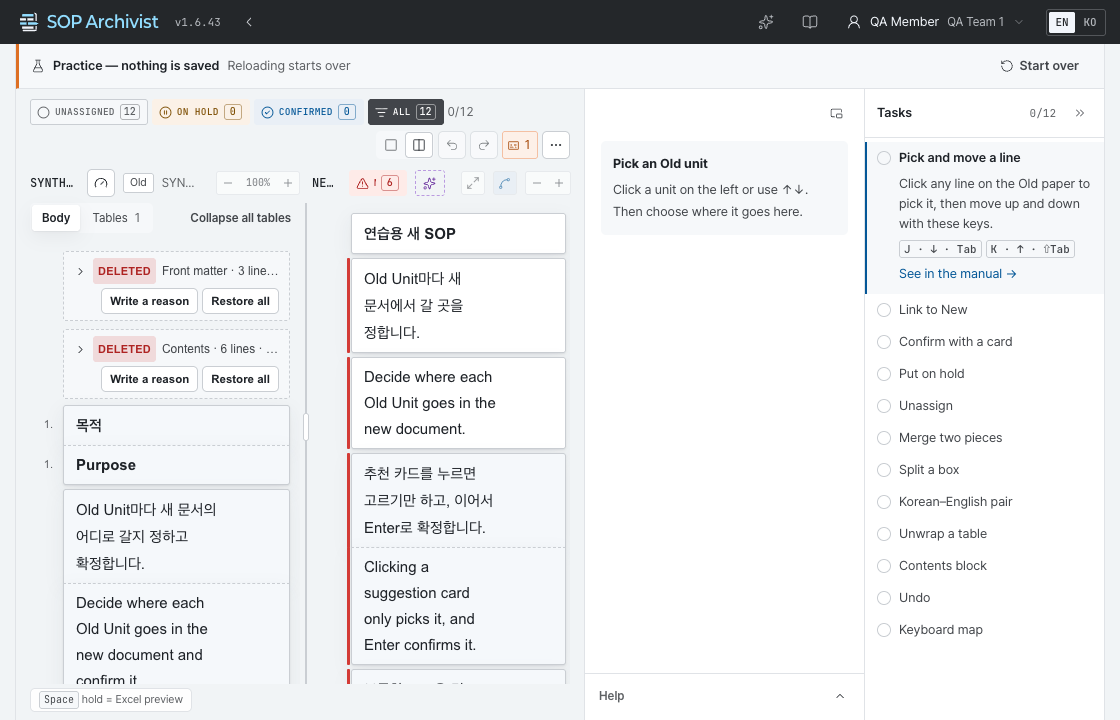 SOP Archivist v1.6.43
QA Member QA Team 1
EN KO
Practice — nothing is saved Reloading starts over
Start over
UNASSIGNED 12
ON HOLD 0
CONFIRMED 0
ALL 12
0/12
1
SYNTH…
Old
SYN…
100%
NE…
6
Body
Tables 1
Collapse all tables
DELETED Front matter · 3 line…
Write a reason
Restore all
DELETED Contents · 6 lines · …
Write a reason
Restore all
1. 목적
1. Purpose
Old Unit마다 새 문서의
어디로 갈지 정하고
확정합니다.
Decide where each
Old Unit goes in the
new document and
confirm it.
Space hold = Excel preview
연습용 새 SOP
Old Unit마다 새
문서에서 갈 곳을
정합니다.
Decide where each
Old Unit goes in the
new document.
추천 카드를 누르면
고르기만 하고, 이어서
Enter로 확정합니다.
Clicking a
suggestion card
only picks it, and
Enter confirms it.
Pick an Old unit
Click a unit on the left or use ↑↓.
Then choose where it goes here.
Help
Tasks
0/12
Pick and move a line
Click any line on the Old paper to
pick it, then move up and down
with these keys.
J · ↓ · Tab
K · ↑ · ⇧Tab
See in the manual →
Link to New
Confirm with a card
Put on hold
Unassign
Merge two pieces
Split a box
Korean–English pair
Unwrap a table
Contents block
Undo
Keyboard map